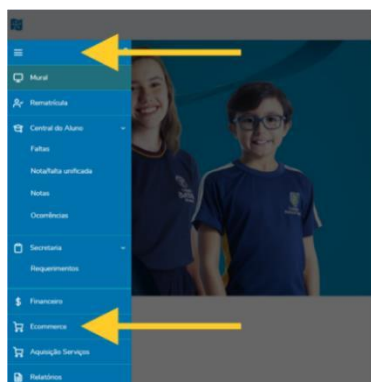 Mural
Rematrícula
Central do Aluno
Faltas
Nota/falta unificada
Notas
Ocorrências
Secretaria
Requerimentos
Financeiro
Ecommerce
Aquisição Serviços
Relatórios